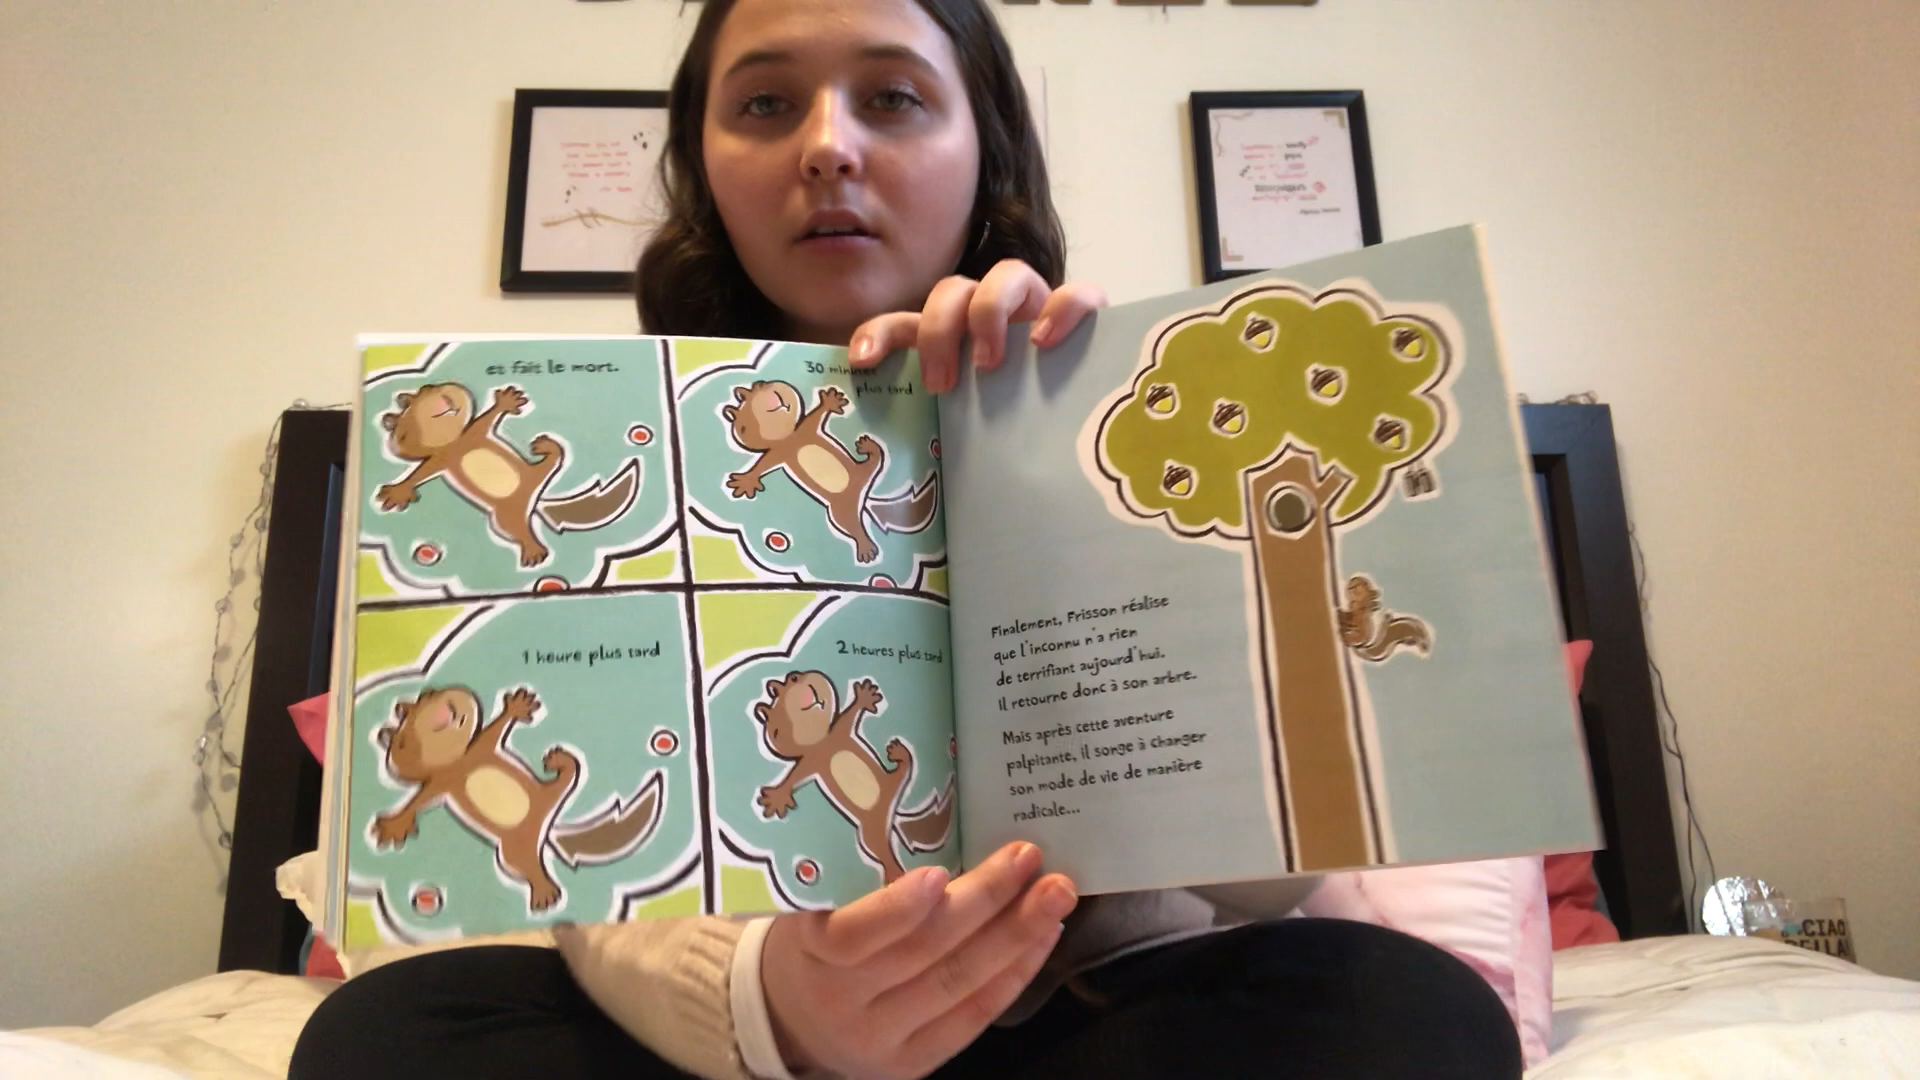 et fait le mort.
30 minutes
plus tard
1 heure plus tard
2 heures plus tard
Finalement, Frisson réalise
que l'inconnu n'a rien
de terrifiant aujourd'hui.
Il retourne donc à son arbre.
Mais après cette aventure
palpitante, il songe à changer
son mode de vie de manière
radicale...
CIAO
BELLA!